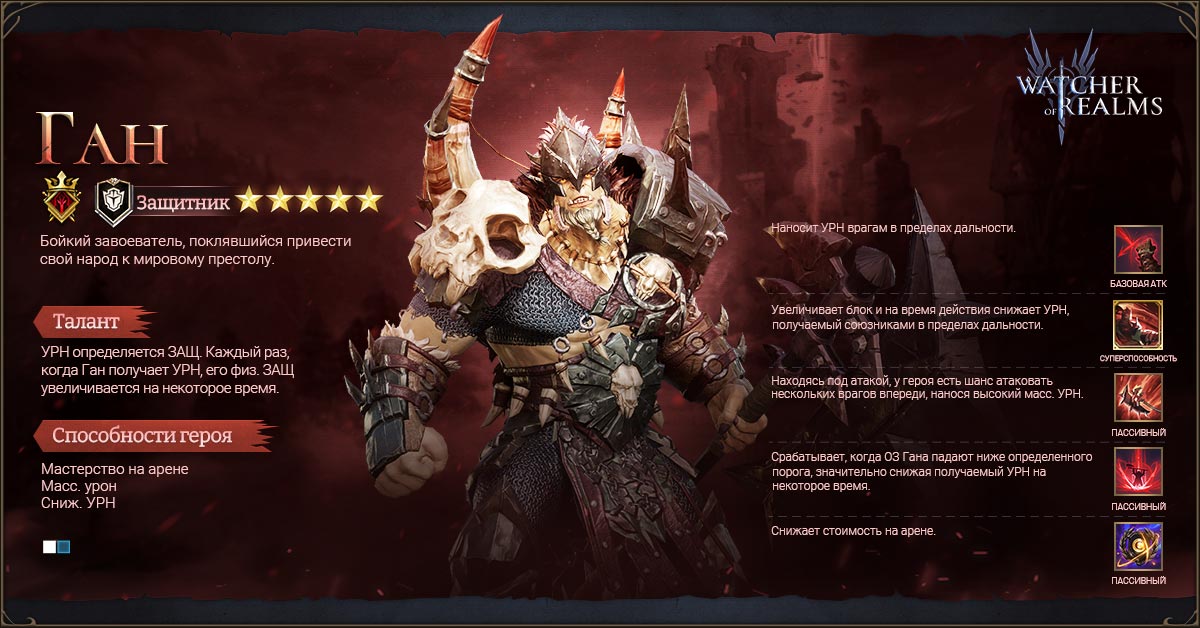 WATCHER
OF REALMS
ГАН
Защитник
Бойкий завоеватель, поклявшийся привести
свой народ к мировому престолу.
Талант
УРН определяется ЗАЩ. Каждый раз,
когда Ган получает УРН, его физ. ЗАЩ
увеличивается на некоторое время.
Способности героя
Мастерство на арене
Масс. урон
Сниж. УРН
Наносит УРН врагам в пределах дальности.
БАЗОВАЯ АТК
Увеличивает блок и на время действия снижает УРН,
получаемый союзниками в пределах дальности.
СУПЕРСПОСОБНОСТЬ
Находясь под атакой, у героя есть шанс атаковать
нескольких врагов впереди, нанося высокий масс. УРН.
ПАССИВНЫЙ
Срабатывает, когда ОЗ Гана падают ниже определенного
порога, значительно снижая получаемый УРН на
некоторое время.
ПАССИВНЫЙ
Снижает стоимость на арене.
ПАССИВНЫЙ